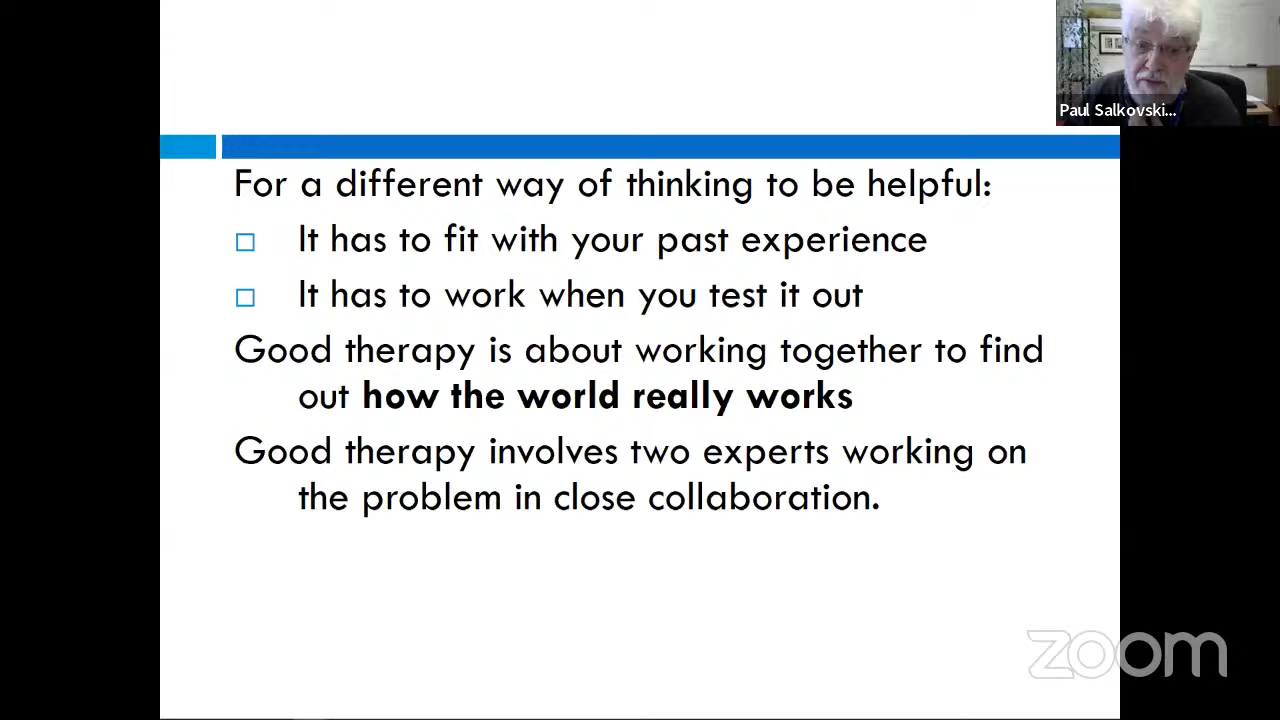 Paul Salkovski...
For a different way of thinking to be helpful:
It has to fit with your past experience
It has to work when you test it out
Good therapy is about working together to find
out how the world really works
Good therapy involves two experts working on
the problem in close collaboration.
zoom